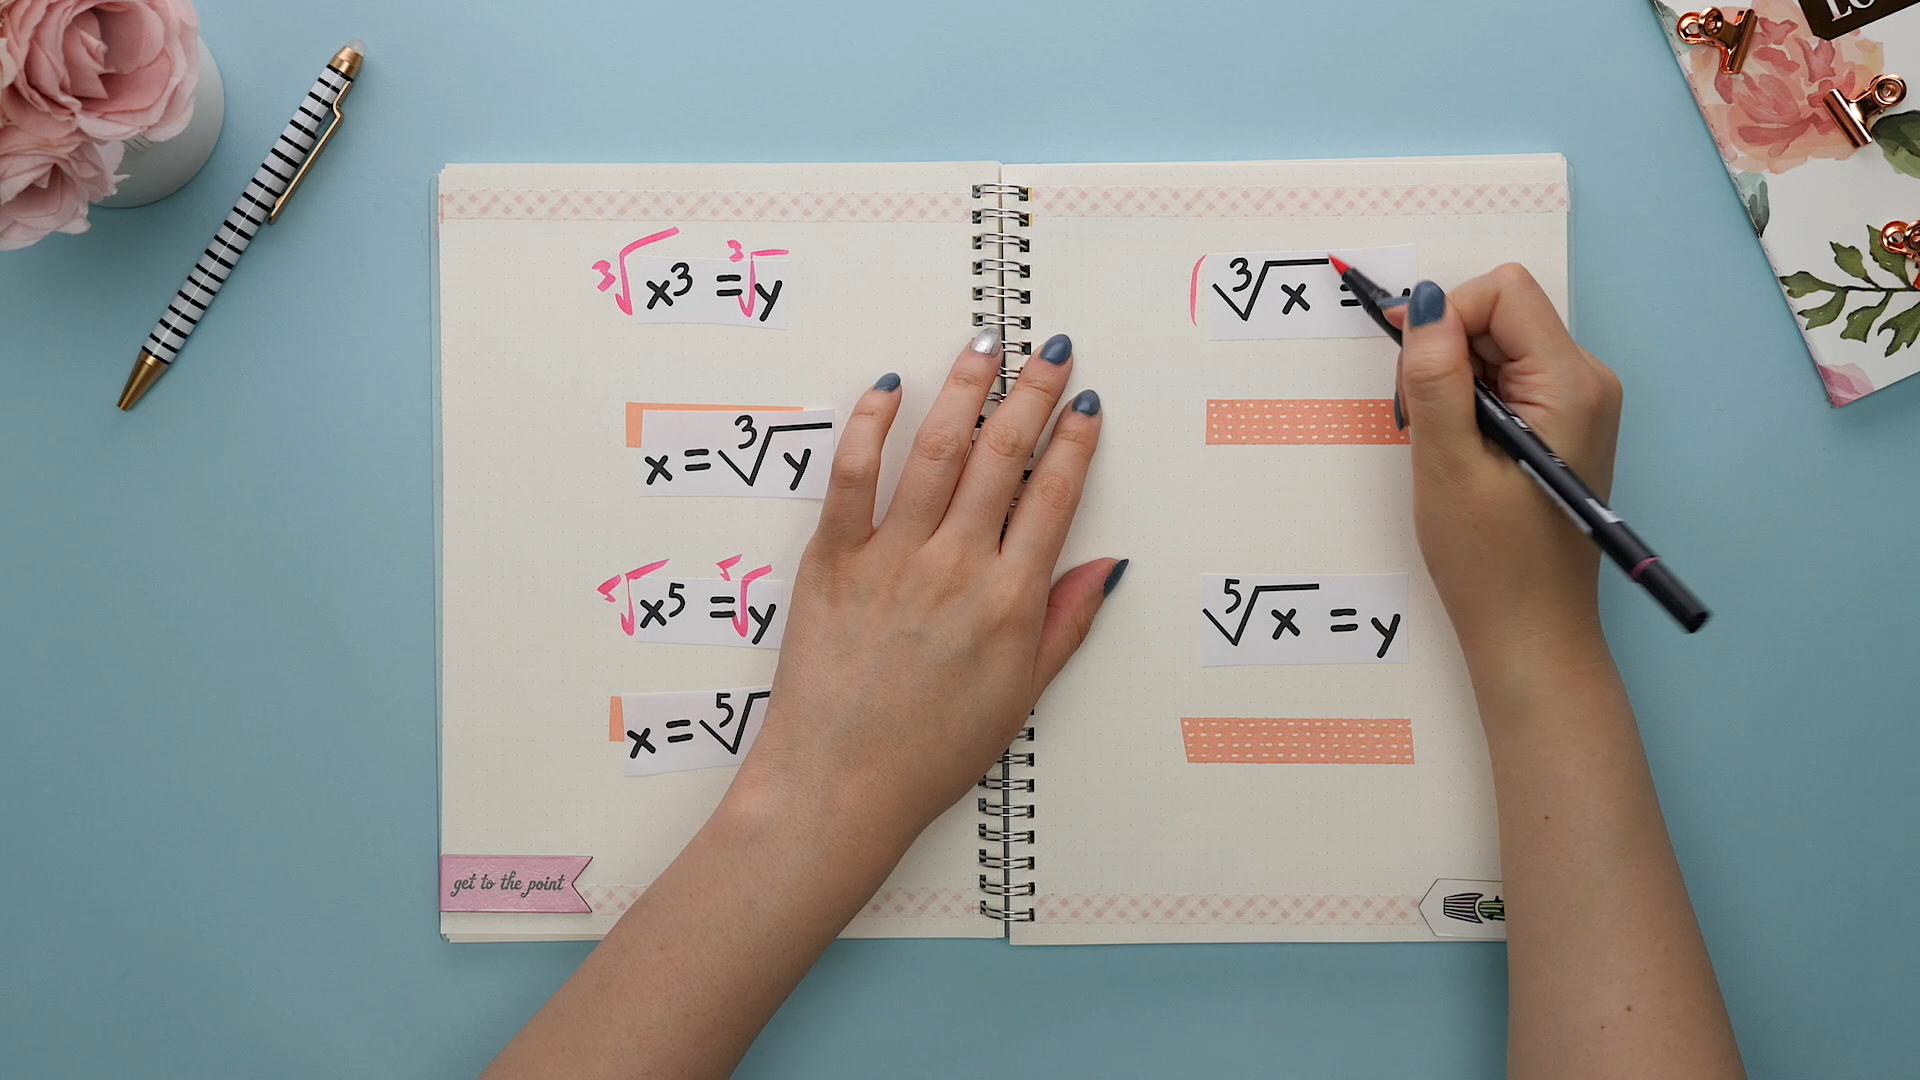 ∛x³ = ∛y
x = ∛y
⁵√x⁵ = ⁵√y
x = ⁵√
get to the point
(∛x =
⁵√x = y